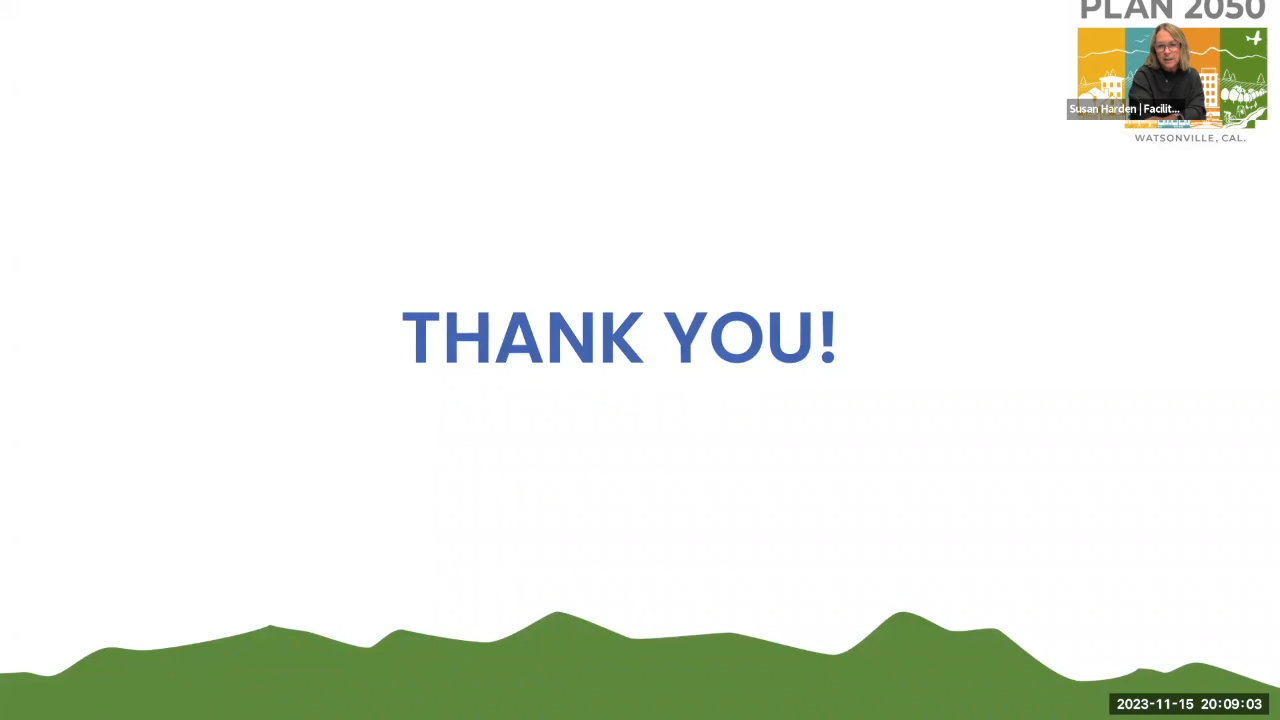 PLAN 2050
Susan Harden | Facilit...
WATSONVILLE, CAL.
THANK YOU!
2023-11-15 20:09:03